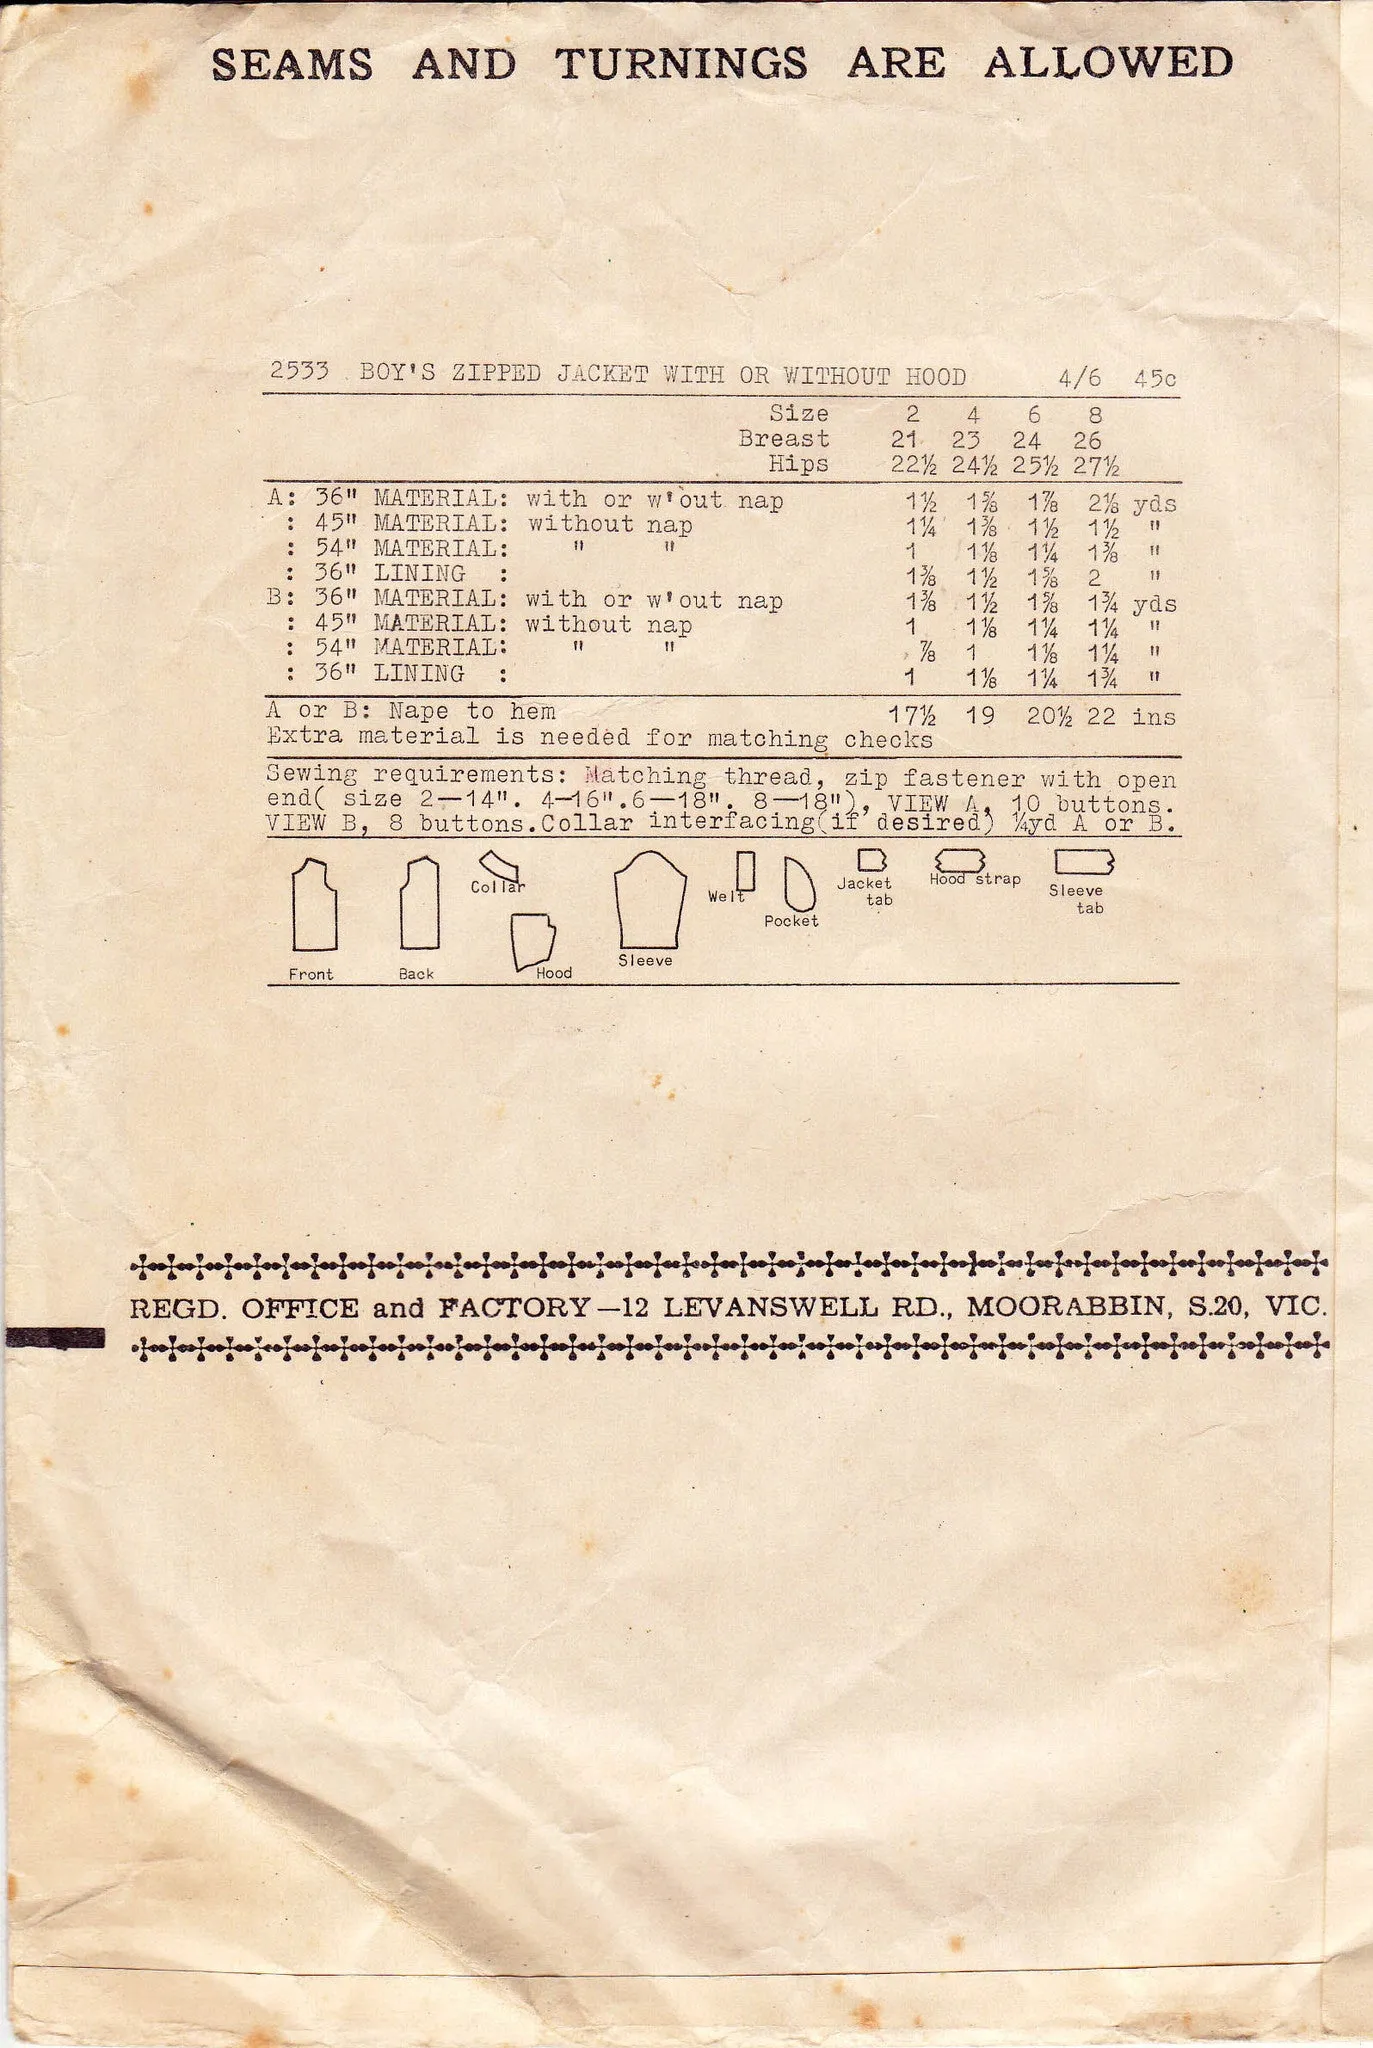 SEAMS AND TURNINGS ARE ALLOWED
2533 BOY'S ZIPPED JACKET WITH OR WITHOUT HOOD 4/6 45c
Size 2 4 6 8
Breast 21 23 24 26
Hips 22½ 24½ 25½ 27½
A: 36" MATERIAL: with or w'out nap 1½ 1⅝ 1⅞ 2⅛ yds
: 45" MATERIAL: without nap 1¼ 1⅜ 1½ 1½ "
: 54" MATERIAL: " " 1 1⅛ 1¼ 1⅜ "
: 36" LINING : 1⅜ 1½ 1⅝ 2 "
B: 36" MATERIAL: with or w'out nap 1⅜ 1½ 1⅝ 1¾ yds
: 45" MATERIAL: without nap 1 1⅛ 1¼ 1¼ "
: 54" MATERIAL: " " ⅞ 1 1⅛ 1¼ "
: 36" LINING : 1 1⅛ 1¼ 1¾ "
A or B: Nape to hem 17½ 19 20½ 22 ins
Extra material is needed for matching checks
Sewing requirements: Matching thread, zip fastener with open
end( size 2—14". 4—16".6—18". 8—18"), VIEW A, 10 buttons.
VIEW B, 8 buttons.Collar interfacing(if desired) ¼yd A or B.
Front
Back
Collar
Hood
Sleeve
Welt
Pocket
Jacket
tab
Hood strap
Sleeve
tab
REGD. OFFICE and FACTORY—12 LEVANSWELL RD., MOORABBIN, S.20, VIC.